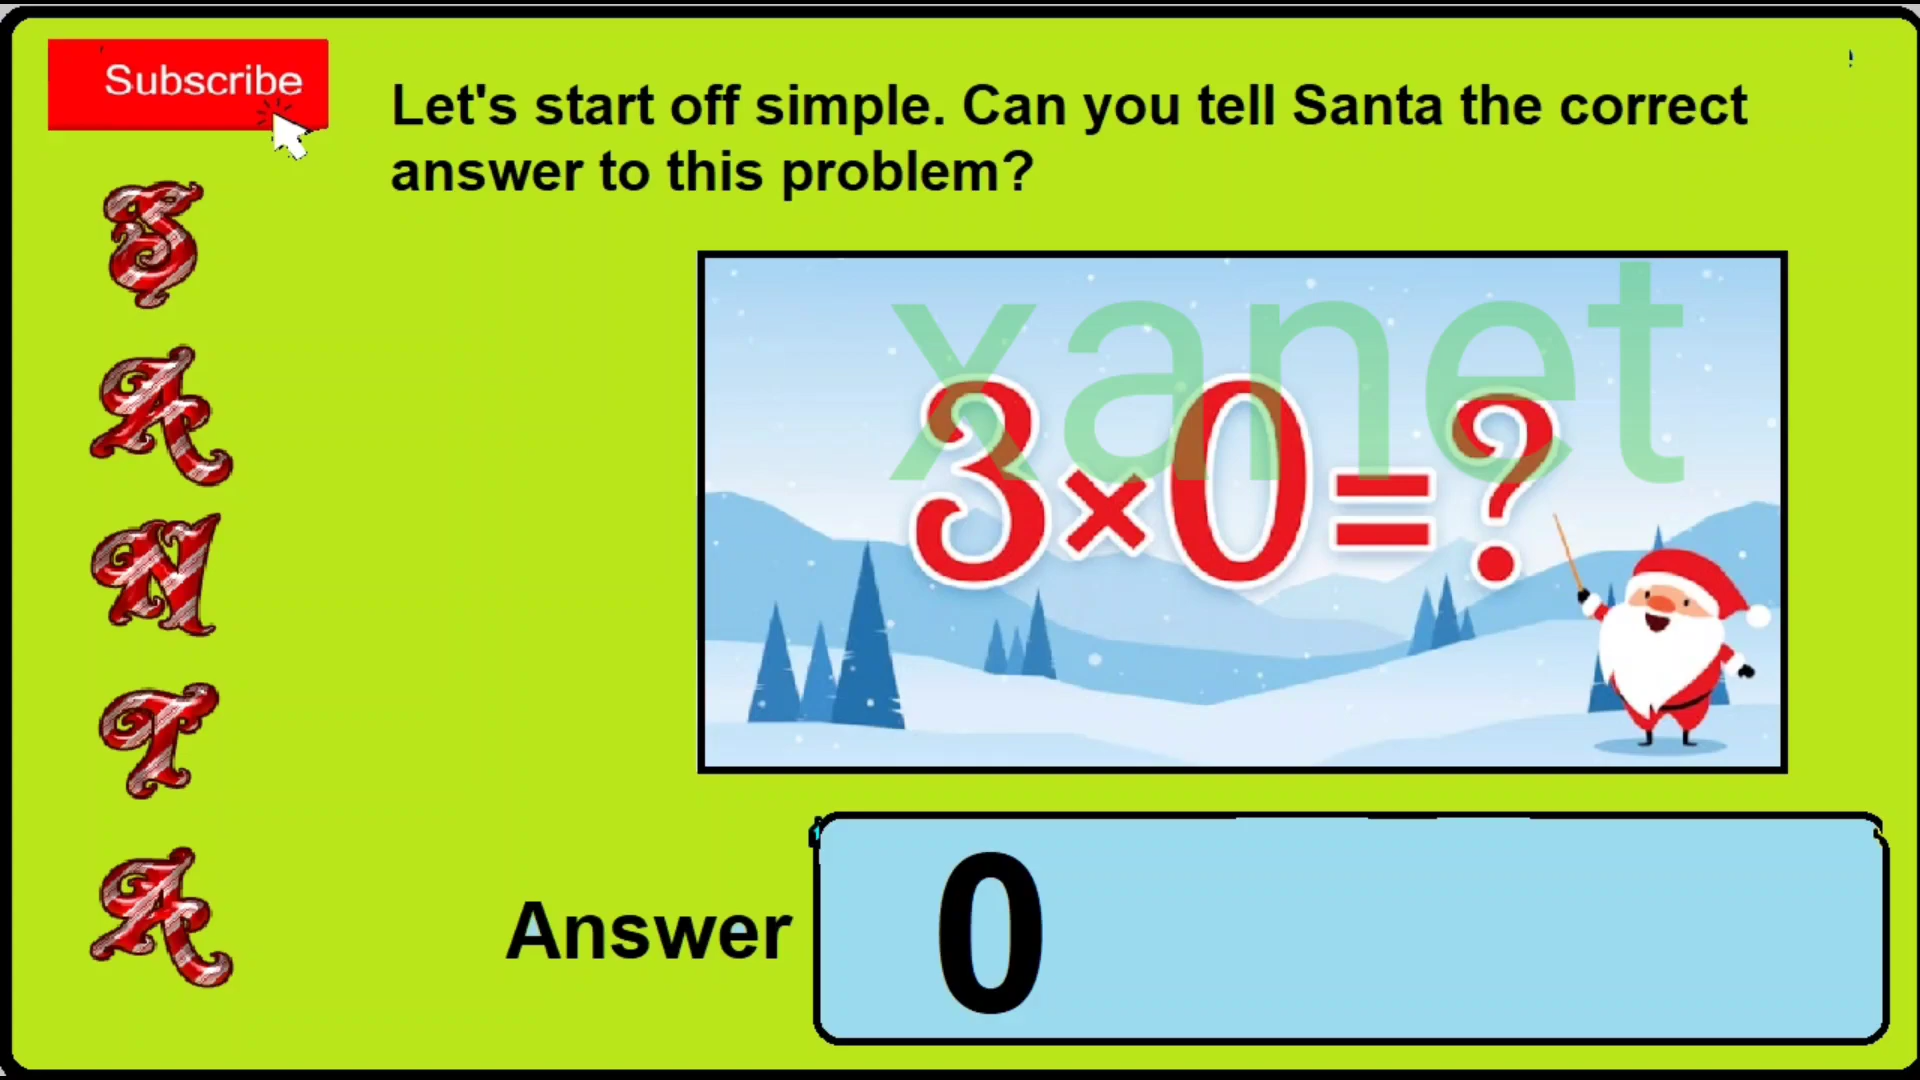 Subscribe
Let's start off simple. Can you tell Santa the correct
answer to this problem?
S
A
N
T
A
xanet
3×0=?
Answer
0